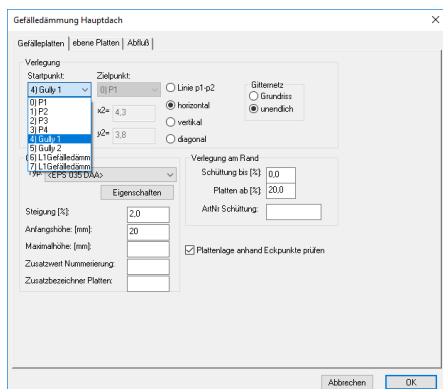 Gefälledämmung Hauptdach
Gefälleplatten ebene Platten Abfluß
Verlegung
Startpunkt: Zielpunkt:
4) Gully 1 0) P1
0) P1
1) P2
2) P3
3) P4
4) Gully 1
5) Gully 2
6) L1Gefälledämm
7) L1Gefälledämm
x2= 4,3
y2= 3,8
Linie p1-p2
horizontal
vertikal
diagonal
Gitternetz
Grundriss
unendlich
Typ: <EPS 035 DAA>
Eigenschaften
Steigung [%]: 2,0
Anfangshöhe: [mm]: 20
Maximalhöhe: [mm]:
Zusatzwert Nummerierung:
Zusatzbezeichner Platten:
Verlegung am Rand
Schüttung bis [%]: 0,0
Platten ab [%]: 20,0
ArtNr Schüttung:
Plattenlage anhand Eckpunkte prüfen
Abbrechen OK